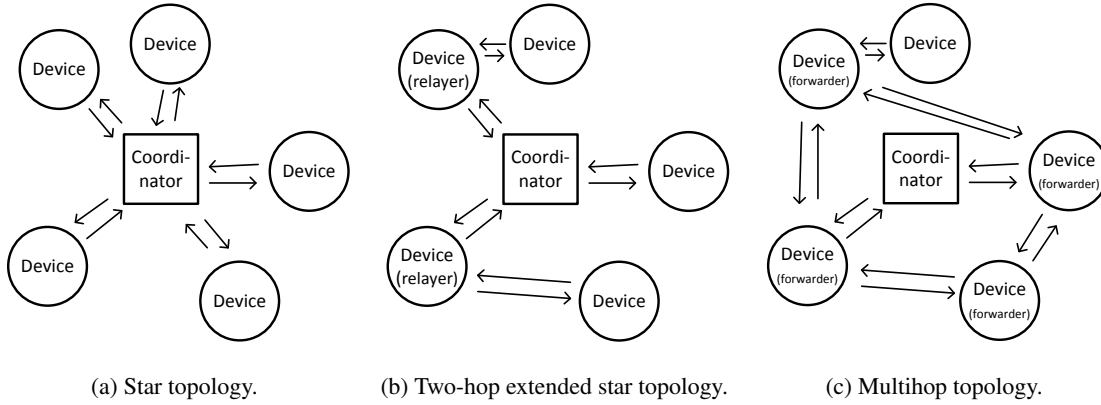 Device
Device
Coordi-
nator
Device
Device
Device
(a) Star topology.
Device
(relayer)
Device
Coordi-
nator
Device
Device
(relayer)
Device
(b) Two-hop extended star topology.
Device
(forwarder)
Device
Coordi-
nator
Device
(forwarder)
Device
(forwarder)
Device
(forwarder)
(c) Multihop topology.